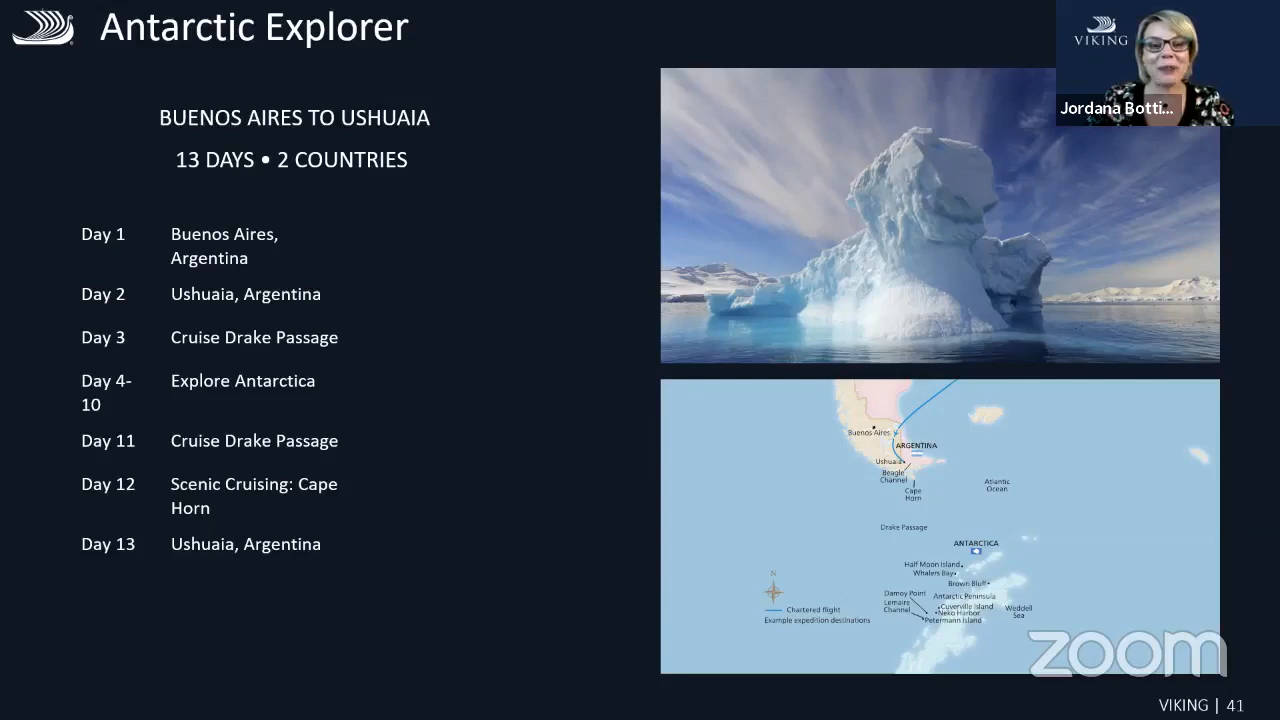 Antarctic Explorer
VIKING
Jordana Botti...
BUENOS AIRES TO USHUAIA
13 DAYS • 2 COUNTRIES
Day 1 Buenos Aires,
Argentina
Day 2 Ushuaia, Argentina
Day 3 Cruise Drake Passage
Day 4- Explore Antarctica
10
Day 11 Cruise Drake Passage
Day 12 Scenic Cruising: Cape
Horn
Day 13 Ushuaia, Argentina
Buenos Aires
ARGENTINA
Ushuaia
Beagle
Channel
Cape
Horn
Atlantic
Ocean
Drake Passage
ANTARCTICA
Half Moon Island
Whalers Bay
Brown Bluff
Damoy Point
Antarctic Peninsula
Lemaire
Channel
Cuverville Island
Neko Harbor
Petermann Island
Weddell
Sea
N
Chartered flight
Example expedition destinations
zoom
VIKING | 41